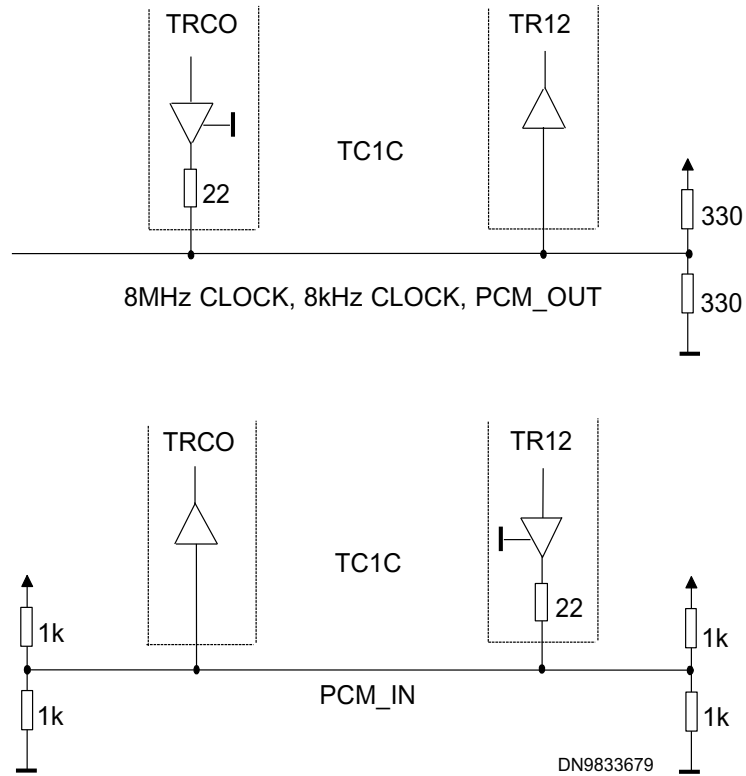 TRCO
TR12
TC1C
22
330
330
8MHz CLOCK, 8kHz CLOCK, PCM_OUT
TRCO
TR12
TC1C
22
1k
1k
PCM_IN
1k
1k
DN9833679